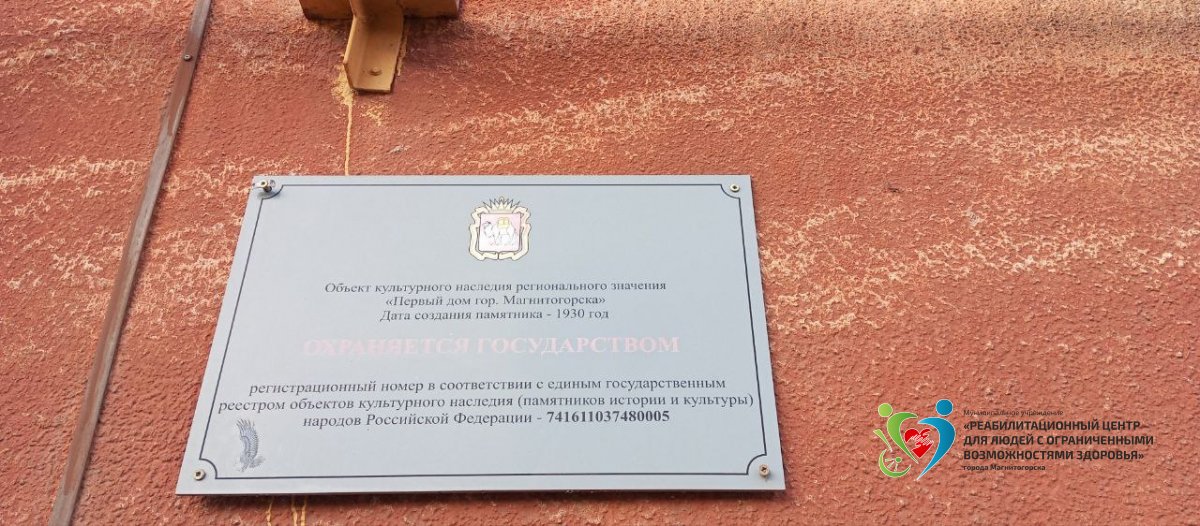 Объект культурного наследия регионального значения
«Первый дом гор. Магнитогорска»
Дата создания памятника - 1930 год
ОХРАНЯЕТСЯ ГОСУДАРСТВОМ
регистрационный номер в соответствии с единым государственным
реестром объектов культурного наследия (памятников истории и культуры)
народов Российской Федерации - 741611037480005
Муниципальное учреждение
«РЕАБИЛИТАЦИОННЫЙ ЦЕНТР
ДЛЯ ЛЮДЕЙ С ОГРАНИЧЕННЫМИ
ВОЗМОЖНОСТЯМИ ЗДОРОВЬЯ»
города Магнитогорска